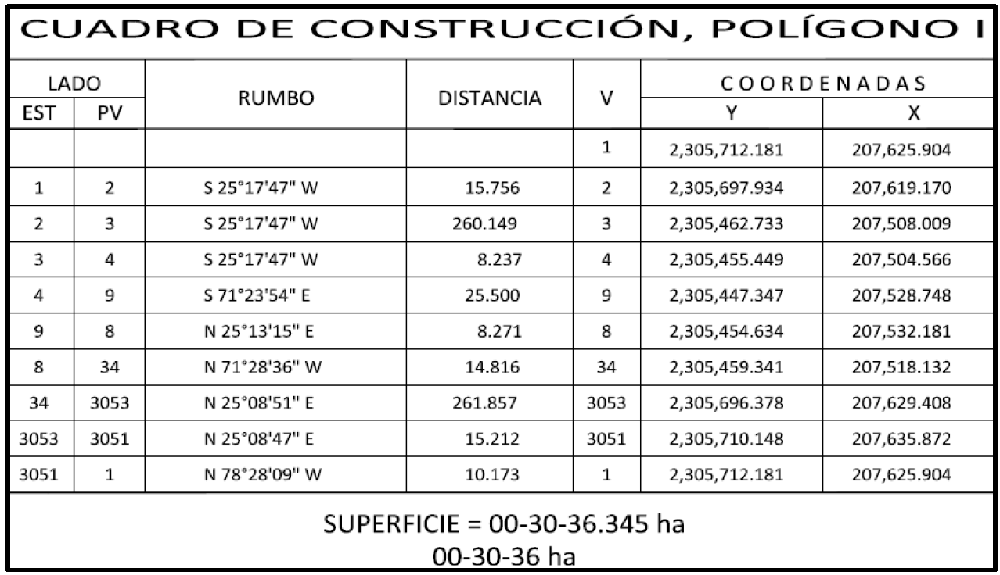 CUADRO DE CONSTRUCCIÓN, POLÍGONO I
LADO RUMBO DISTANCIA V COORDENADAS
EST PV Y X
1 2,305,712.181 207,625.904
1 2 S 25°17'47" W 15.756 2 2,305,697.934 207,619.170
2 3 S 25°17'47" W 260.149 3 2,305,462.733 207,508.009
3 4 S 25°17'47" W 8.237 4 2,305,455.449 207,504.566
4 9 S 71°23'54" E 25.500 9 2,305,447.347 207,528.748
9 8 N 25°13'15" E 8.271 8 2,305,454.634 207,532.181
8 34 N 71°28'36" W 14.816 34 2,305,459.341 207,518.132
34 3053 N 25°08'51" E 261.857 3053 2,305,696.378 207,629.408
3053 3051 N 25°08'47" E 15.212 3051 2,305,710.148 207,635.872
3051 1 N 78°28'09" W 10.173 1 2,305,712.181 207,625.904
SUPERFICIE = 00-30-36.345 ha
00-30-36 ha